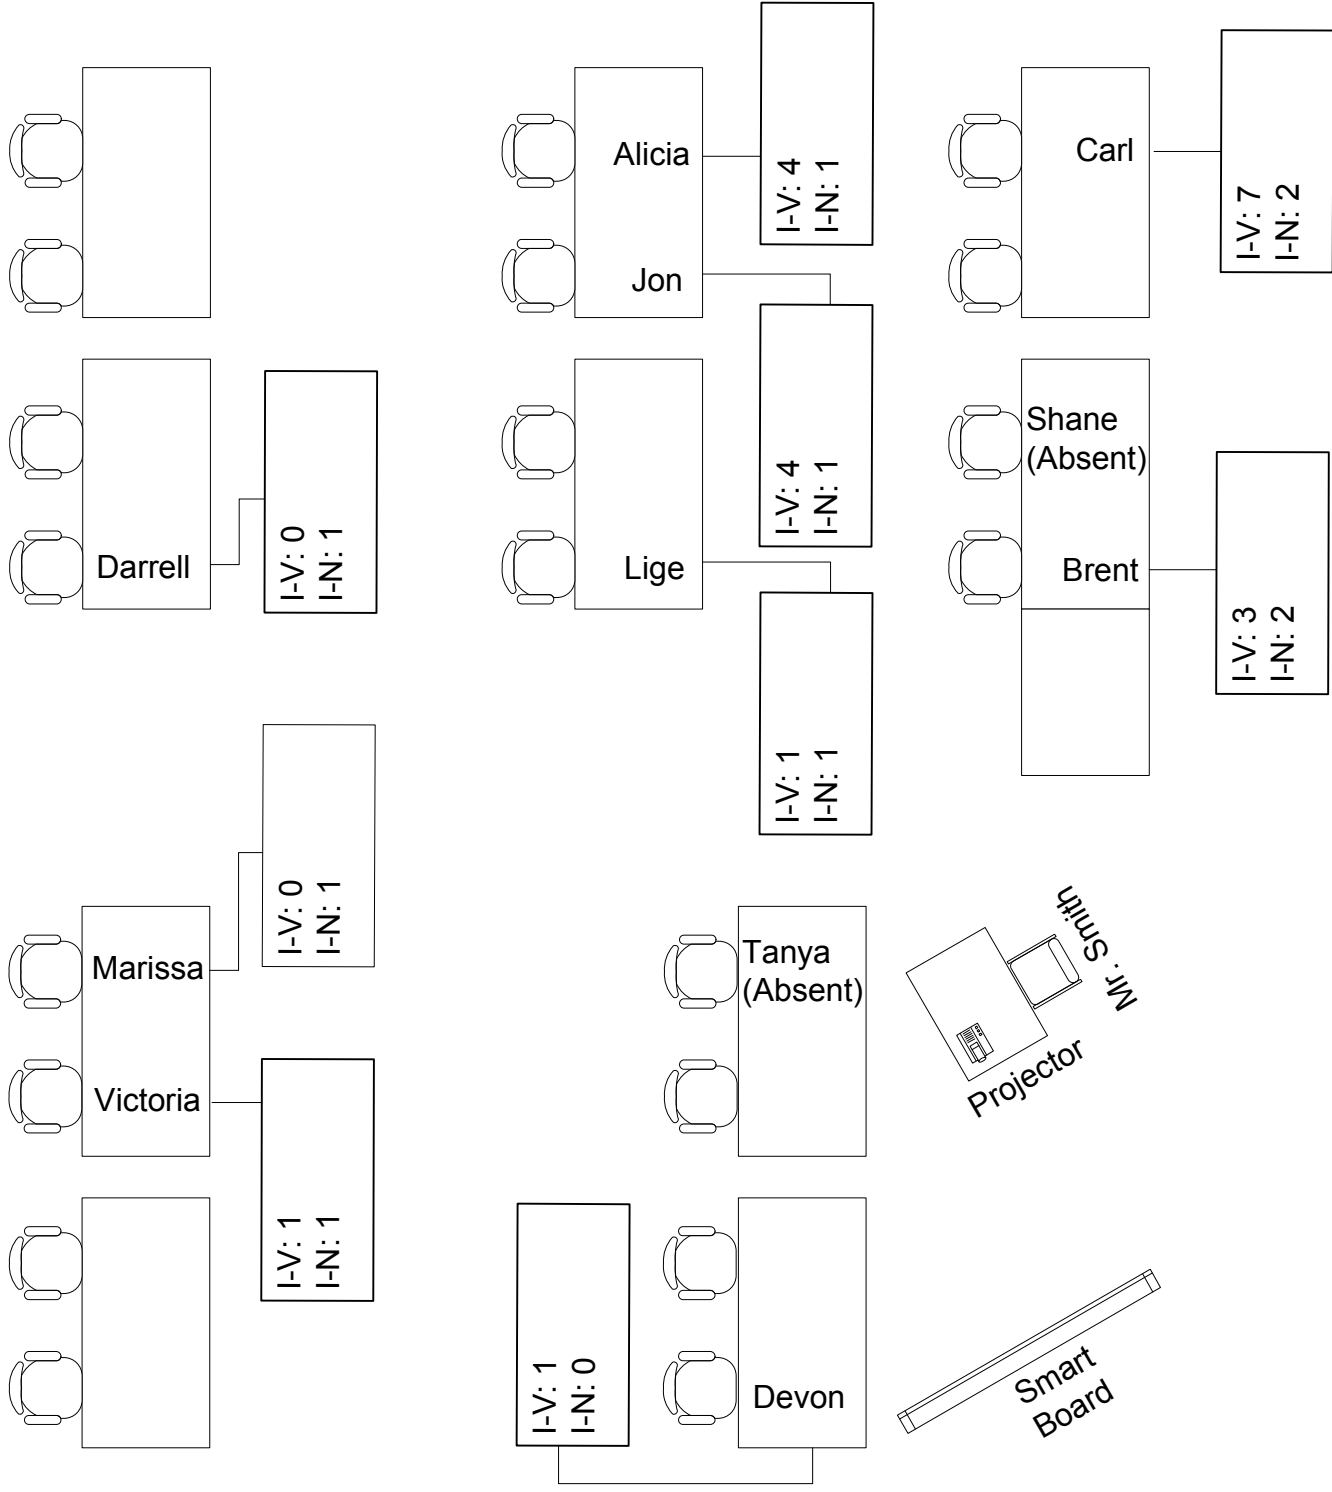 Alicia
I-V: 4
I-N: 1
Carl
I-V: 7
I-N: 2
Jon
I-V: 4
I-N: 1
Shane
(Absent)
Darrell
I-V: 0
I-N: 1
Lige
I-V: 1
I-N: 1
Brent
I-V: 3
I-N: 2
Marissa
I-V: 0
I-N: 1
Tanya
(Absent)
Mr. Smith
Projector
Victoria
I-V: 1
I-N: 1
Devon
I-V: 1
I-N: 0
Smart
Board